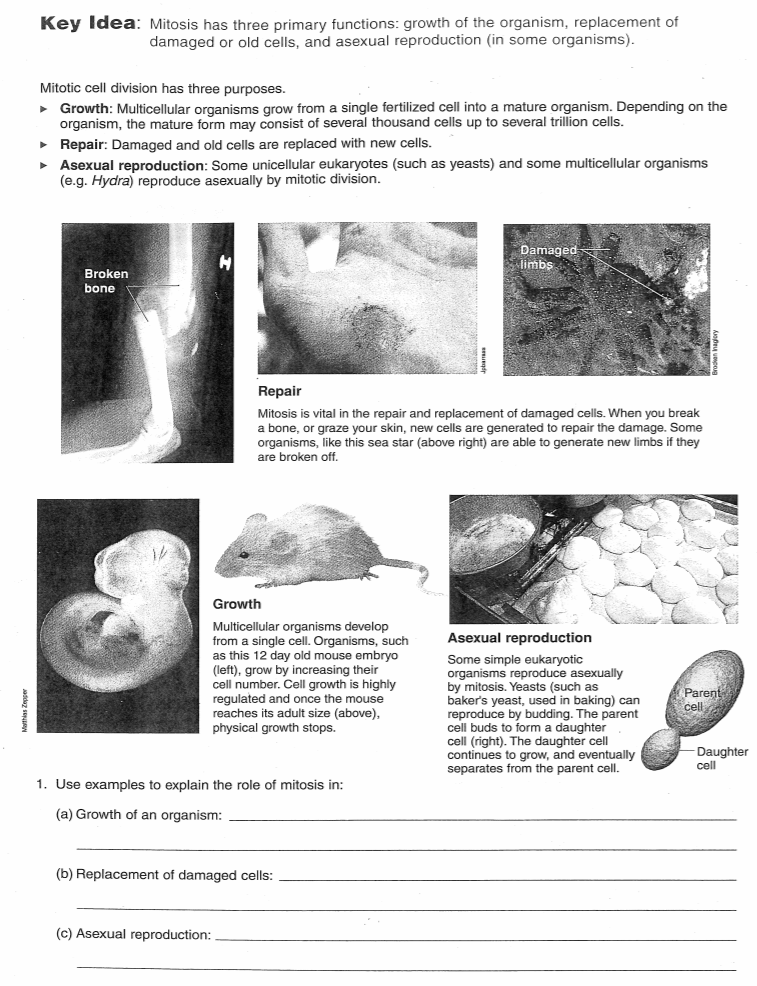 Key Idea: Mitosis has three primary functions: growth of the organism, replacement of
damaged or old cells, and asexual reproduction (in some organisms).
Mitotic cell division has three purposes.
▶ Growth: Multicellular organisms grow from a single fertilized cell into a mature organism. Depending on the
organism, the mature form may consist of several thousand cells up to several trillion cells.
▶ Repair: Damaged and old cells are replaced with new cells.
▶ Asexual reproduction: Some unicellular eukaryotes (such as yeasts) and some multicellular organisms
(e.g. Hydra) reproduce asexually by mitotic division.
Broken
bone
H
Damaged
limbs
Brocken Inaglory
Repair
Mitosis is vital in the repair and replacement of damaged cells. When you break
a bone, or graze your skin, new cells are generated to repair the damage. Some
organisms, like this sea star (above right) are able to generate new limbs if they
are broken off.
Matthias Zepper
Growth
Multicellular organisms develop
from a single cell. Organisms, such
as this 12 day old mouse embryo
(left), grow by increasing their
cell number. Cell growth is highly
regulated and once the mouse
reaches its adult size (above),
physical growth stops.
Asexual reproduction
Some simple eukaryotic
organisms reproduce asexually
by mitosis. Yeasts (such as
baker's yeast, used in baking) can
reproduce by budding. The parent
cell buds to form a daughter
cell (right). The daughter cell
continues to grow, and eventually
separates from the parent cell.
Parent
cell
Daughter
cell
1. Use examples to explain the role of mitosis in:
(a) Growth of an organism:
(b) Replacement of damaged cells:
(c) Asexual reproduction: